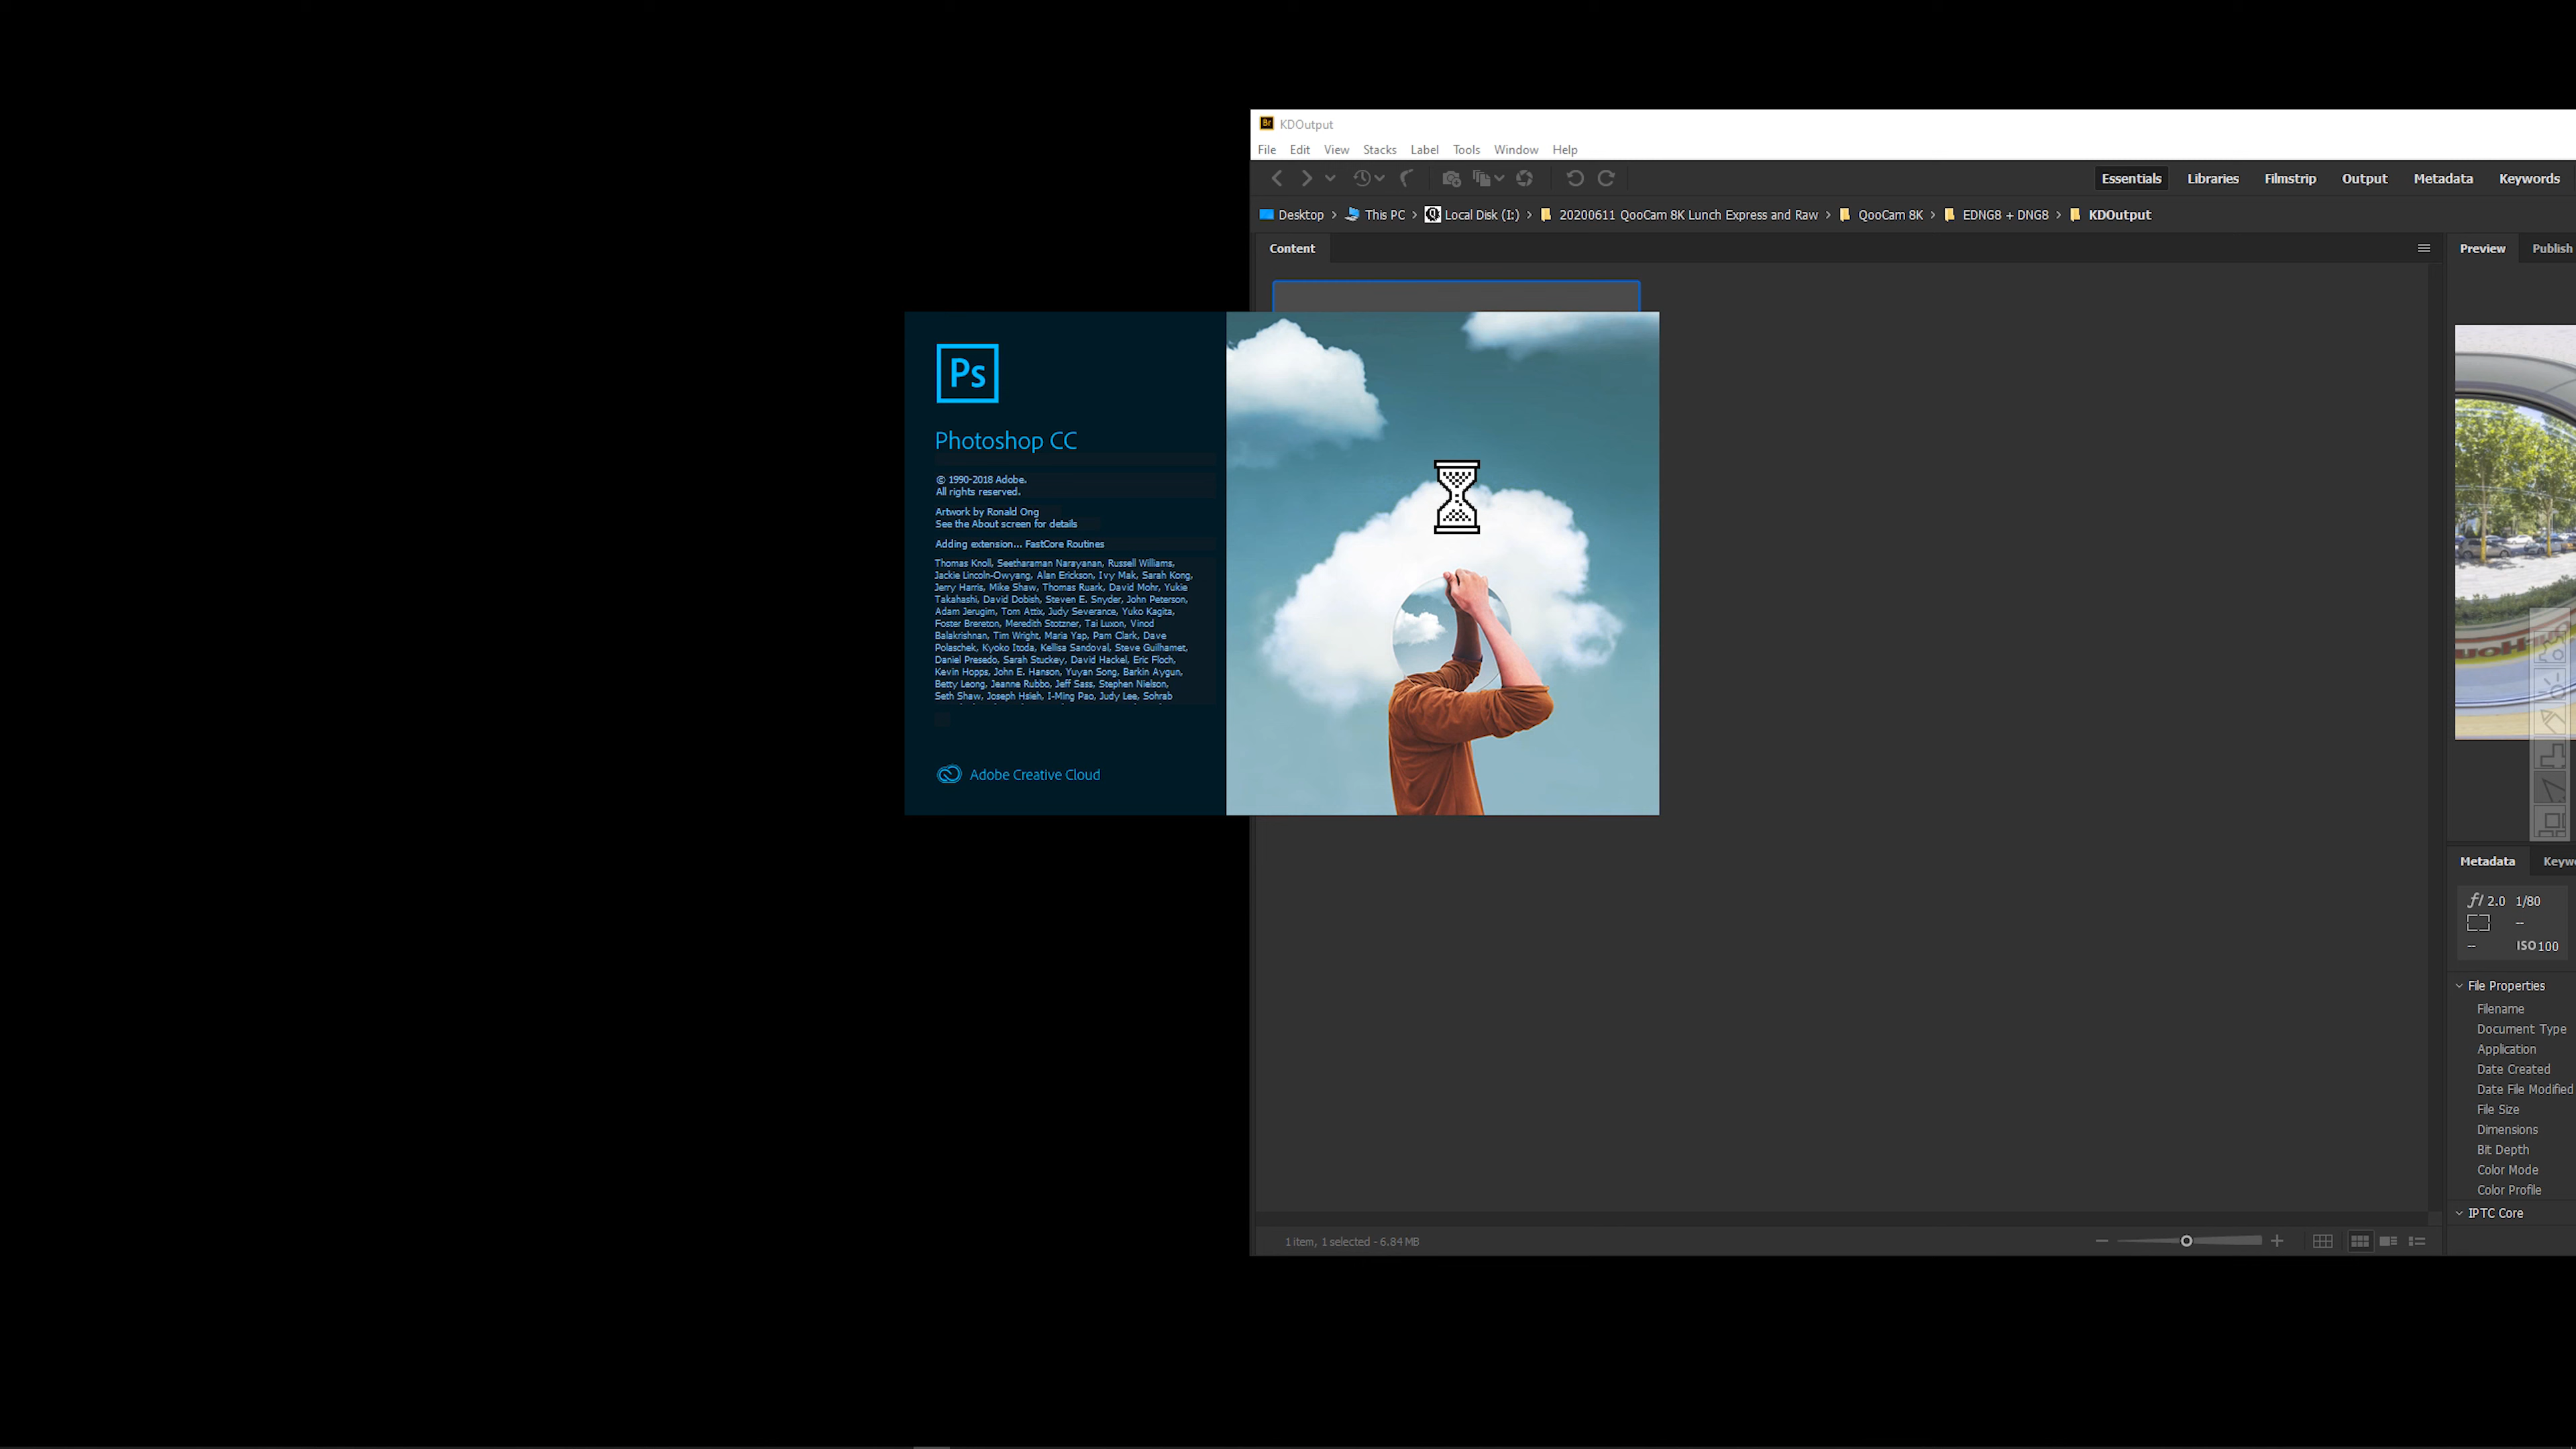 KDOutput
File Edit View Stacks Label Tools Window Help
Essentials Libraries Filmstrip Output Metadata Keywords
Desktop This PC Local Disk (I:) 20200611 QooCam 8K Lunch Express and Raw QooCam 8K EDNG8 + DNG8 KDOutput
Content
Preview Publish
Ps
Photoshop CC
© 1990-2018 Adobe.
All rights reserved.
Artwork by Ronald Ong
See the About screen for details
Adding extension... FastCore Routines
Thomas Knoll, Seetharaman Narayanan, Russell Williams,
Jackie Lincoln-Owyang, Alan Erickson, Ivy Mak, Sarah Kong,
Jerry Harris, Mike Shaw, Thomas Ruark, David Mohr, Yukie
Takahashi, David Dobish, Steven E. Snyder, John Peterson,
Adam Jerugim, Tom Attix, Judy Severance, Yuko Kagita,
Foster Brereton, Meredith Stotzner, Tai Luxon, Vinod
Balakrishnan, Tim Wright, Maria Yap, Pam Clark, Dave
Polaschek, Kyoko Itoda, Kellisa Sandoval, Steve Guilhamet,
Daniel Presedo, Sarah Stuckey, David Hackel, Eric Floch,
Kevin Hopps, John E. Hanson, Yuyan Song, Barkin Aygun,
Betty Leong, Jeanne Rubbo, Jeff Sass, Stephen Nielson,
Seth Shaw, Joseph Hsieh, I-Ming Pao, Judy Lee, Sohrab
Adobe Creative Cloud
Metadata Keyw
f/ 2.0 1/80
--
-- ISO 100
File Properties
Filename
Document Type
Application
Date Created
Date File Modified
File Size
Dimensions
Bit Depth
Color Mode
Color Profile
IPTC Core
1 item, 1 selected - 6.84 MB